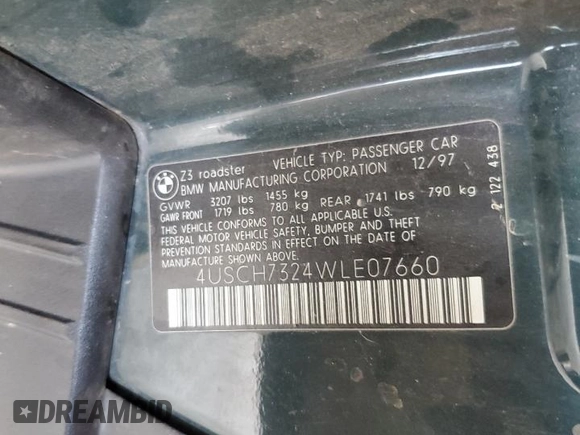 BMW
Z3 roadster VEHICLE TYP: PASSENGER CAR
BMW MANUFACTURING CORPORATION 12/97
GVWR 3207 lbs 1455 kg
GAWR FRONT 1719 lbs 780 kg REAR 1741 lbs 790 kg
THIS VEHICLE CONFORMS TO ALL APPLICABLE U.S.
FEDERAL MOTOR VEHICLE SAFETY, BUMPER AND THEFT
PREVENTION STANDARDS IN EFFECT ON THE DATE OF
MANUFACTURE SHOWN ABOVE.
4USCH7324WLE07660
2 122 438
DREAMBID